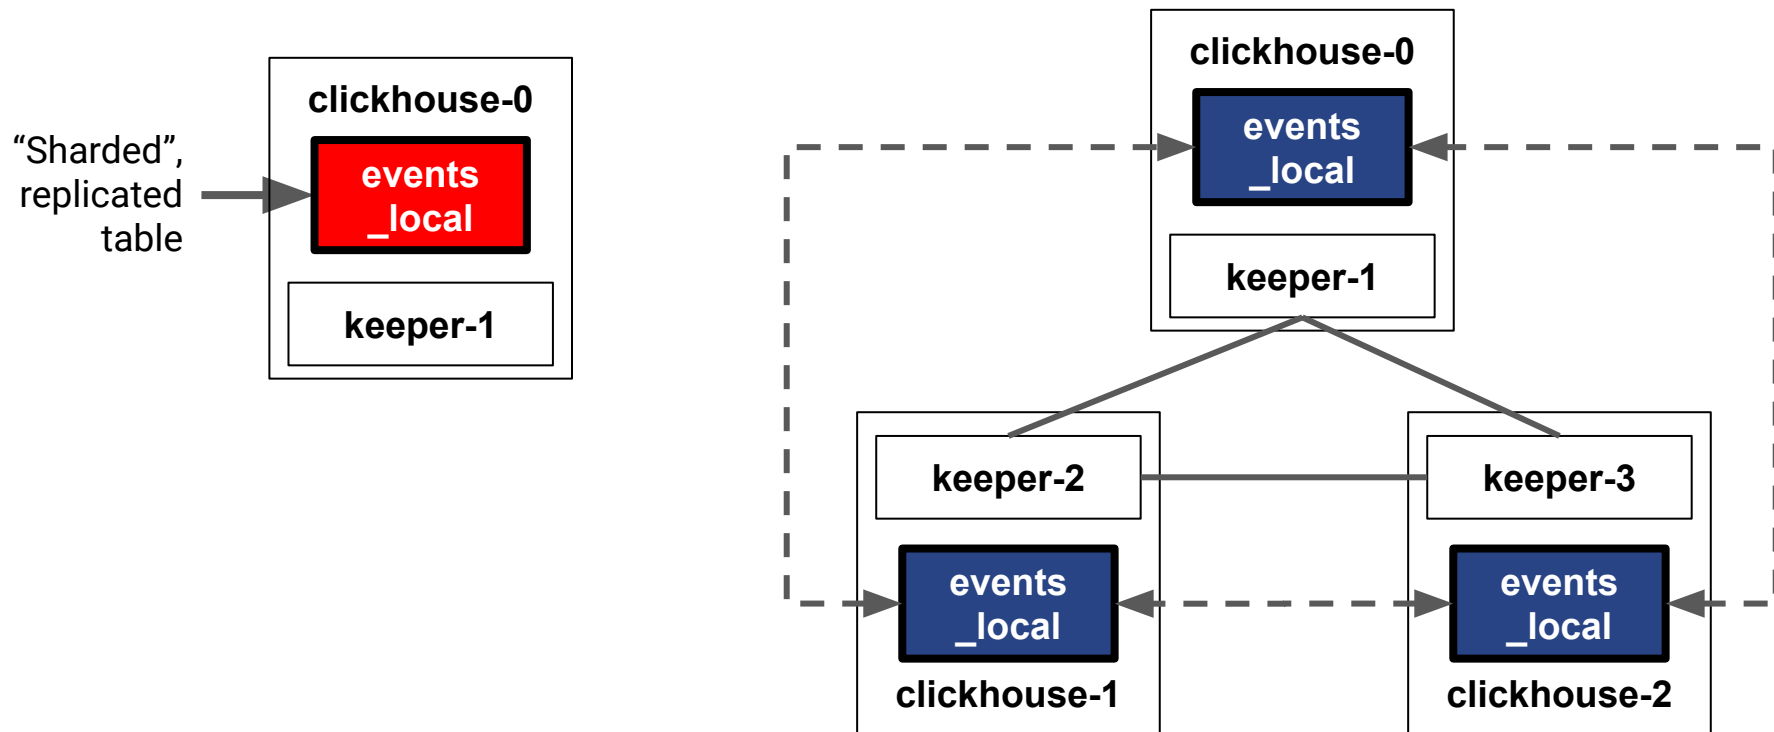 “Sharded”,
replicated
table
clickhouse-0
events
_local
keeper-1
clickhouse-0
events
_local
keeper-1
keeper-2
events
_local
clickhouse-1
keeper-3
events
_local
clickhouse-2